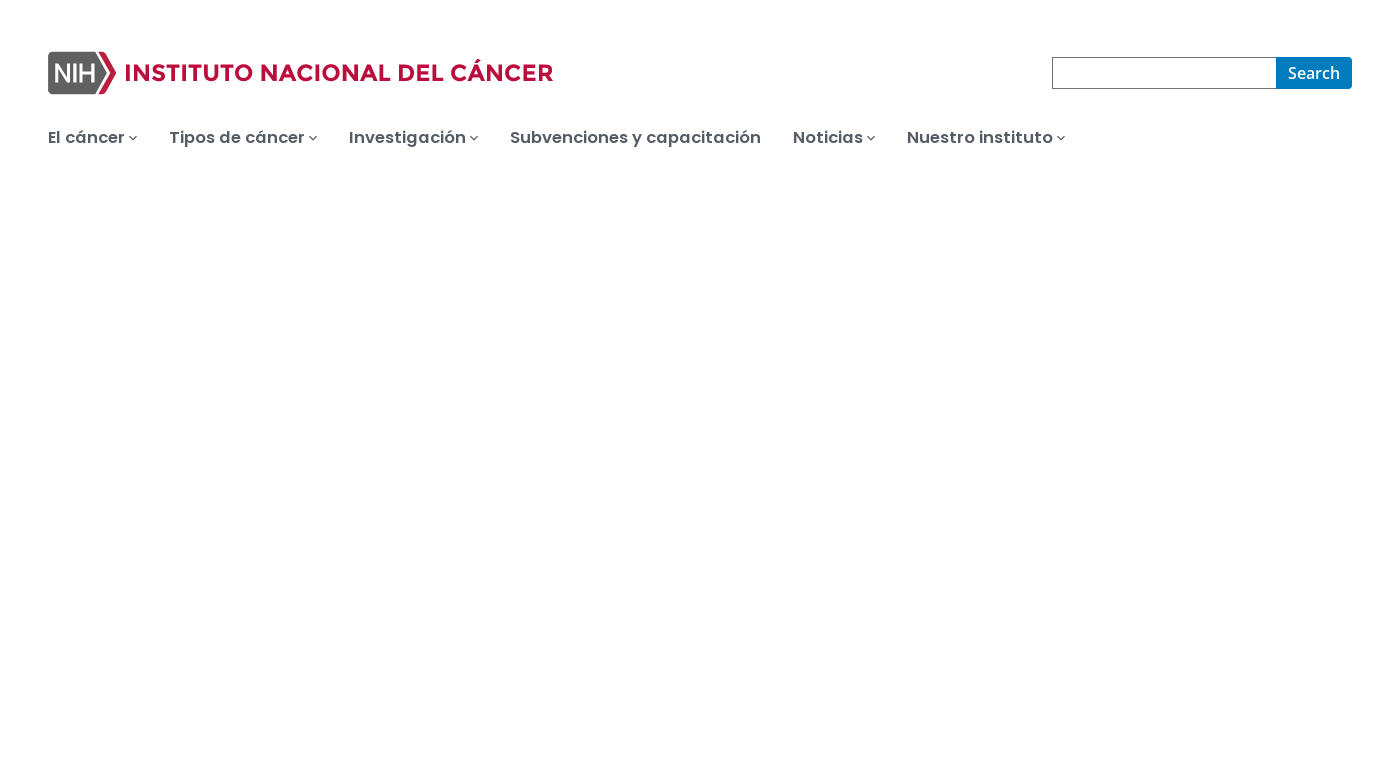 NIH INSTITUTO NACIONAL DEL CÁNCER
Search
El cáncer
Tipos de cáncer
Investigación
Subvenciones y capacitación
Noticias
Nuestro instituto